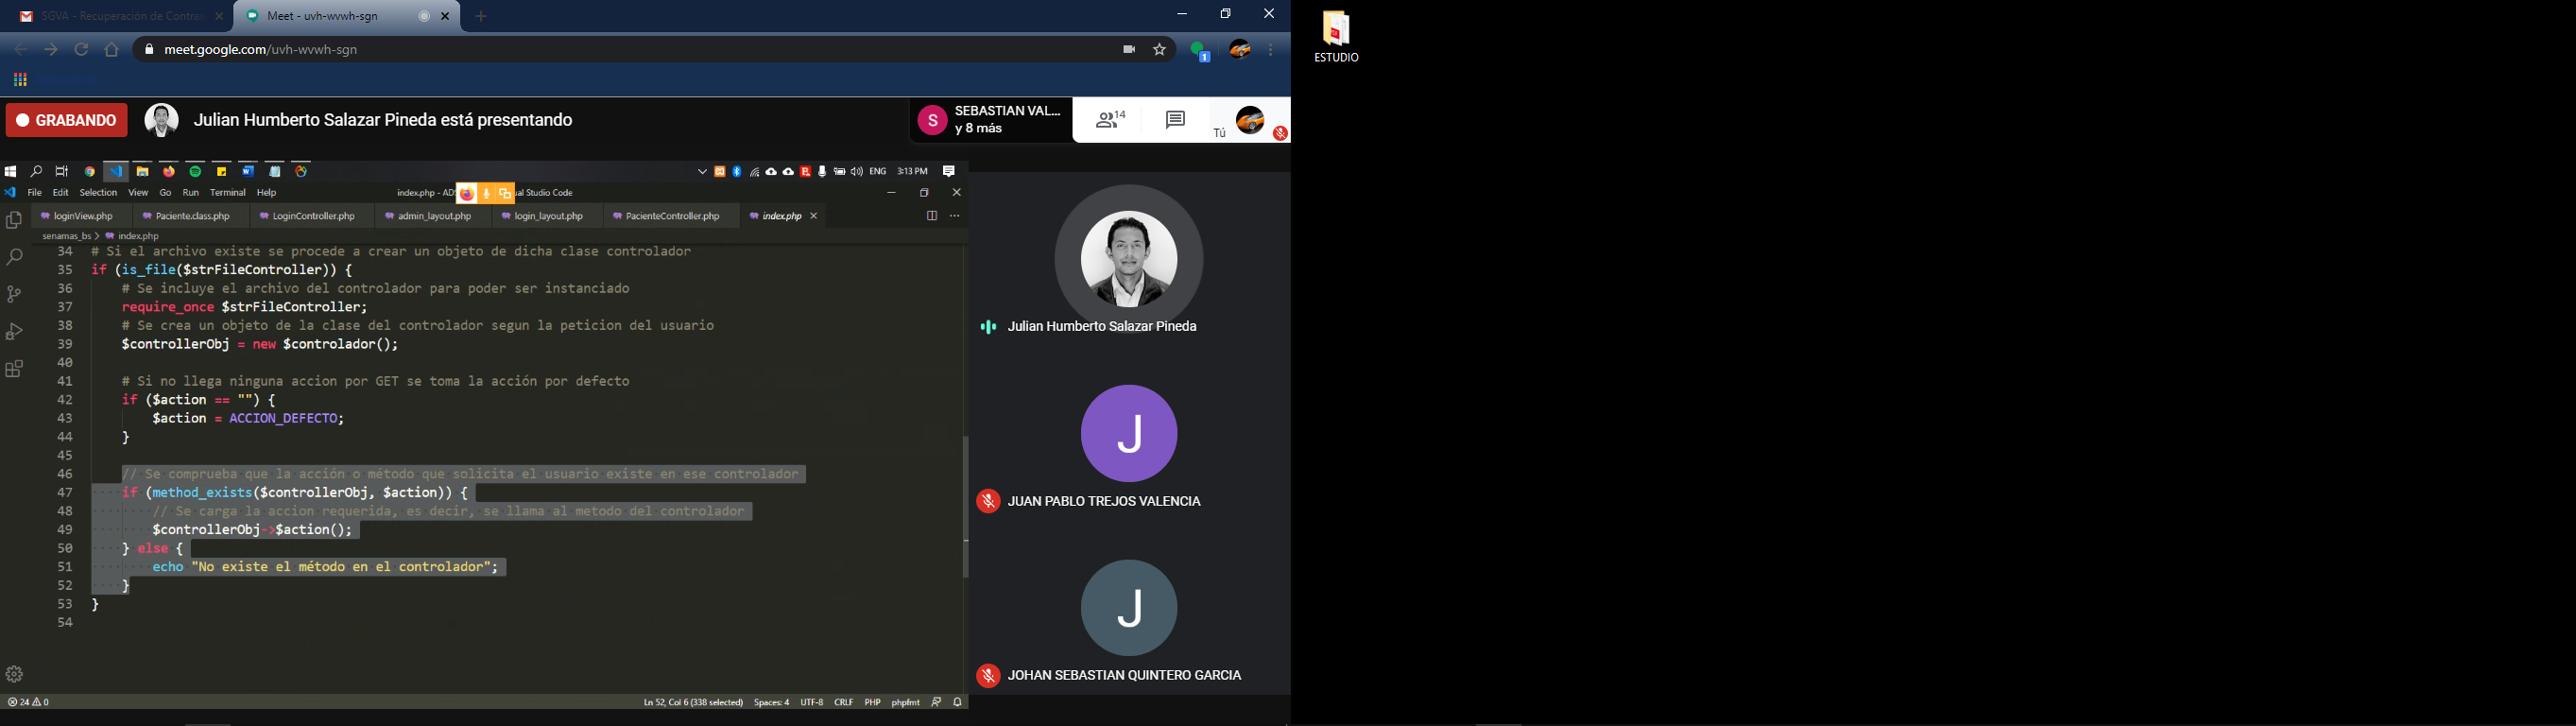 SGVA - Recuperación de Contras
Meet - uvh-wvwh-sgn
meet.google.com/uvh-wvwh-sgn
1
ESTUDIO
GRABANDO
Julian Humberto Salazar Pineda está presentando
S
SEBASTIAN VAL...
y 8 más
14
Tú
ENG
3:13 PM
File Edit Selection View Go Run Terminal Help
index.php - AD
ual Studio Code
loginView.php
Paciente.class.php
LoginController.php
admin_layout.php
login_layout.php
PacienteController.php
index.php
senamas_bs > index.php
34 # Si el archivo existe se procede a crear un objeto de dicha clase controlador
35 if (is_file($strFileController)) {
36 # Se incluye el archivo del controlador para poder ser instanciado
37 require_once $strFileController;
38 # Se crea un objeto de la clase del controlador segun la peticion del usuario
39 $controllerObj = new $controlador();
40
41 # Si no llega ninguna accion por GET se toma la acción por defecto
42 if ($action == "") {
43 $action = ACCION_DEFECTO;
44 }
45
46 // Se comprueba que la acción o método que solicita el usuario existe en ese controlador
47 if (method_exists($controllerObj, $action)) {
48 // Se carga la accion requerida, es decir, se llama al metodo del controlador
49 $controllerObj->$action();
50 } else {
51 echo "No existe el método en el controlador";
52 }
53 }
54
24 0
Ln 52, Col 6 (338 selected) Spaces: 4 UTF-8 CRLF PHP phpfmt
Julian Humberto Salazar Pineda
J
JUAN PABLO TREJOS VALENCIA
J
JOHAN SEBASTIAN QUINTERO GARCIA